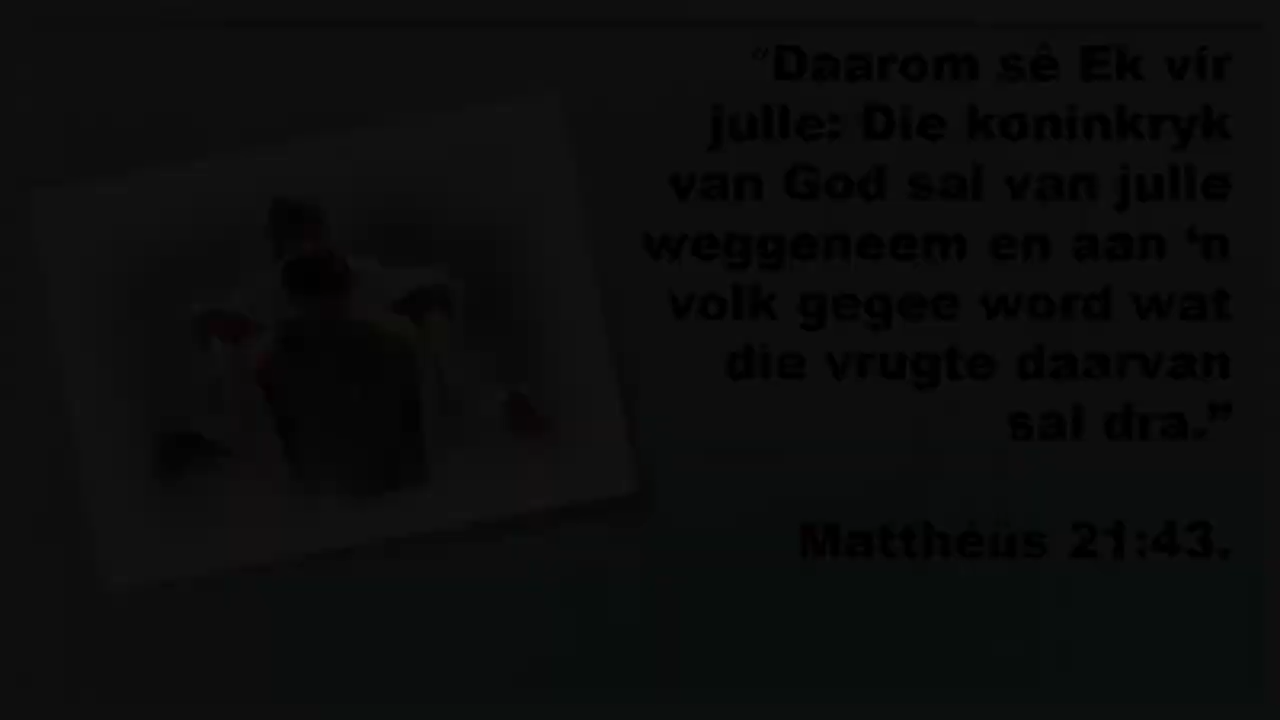 “Daarom sê Ek vir
julle: Die koninkryk
van God sal van julle
weggeneem en aan ‘n
volk gegee word wat
die vrugte daarvan
sal dra.”
Matthéüs 21:43.